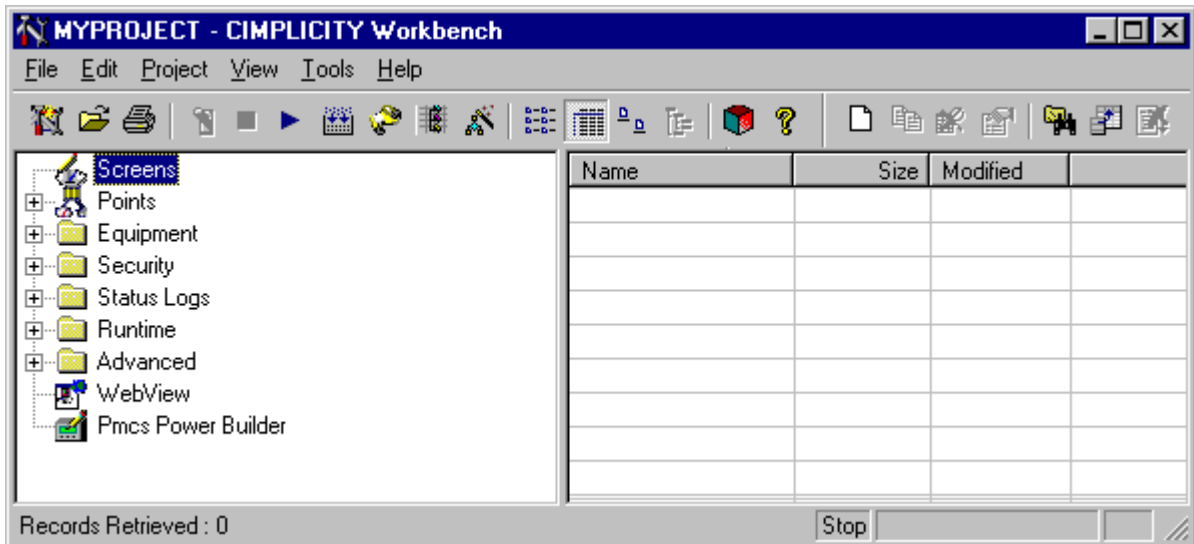 MYPROJECT - CIMPLICITY Workbench
File Edit Project View Tools Help
Screens
Points
Equipment
Security
Status Logs
Runtime
Advanced
WebView
Pmcs Power Builder
Name Size Modified
Records Retrieved : 0 Stop